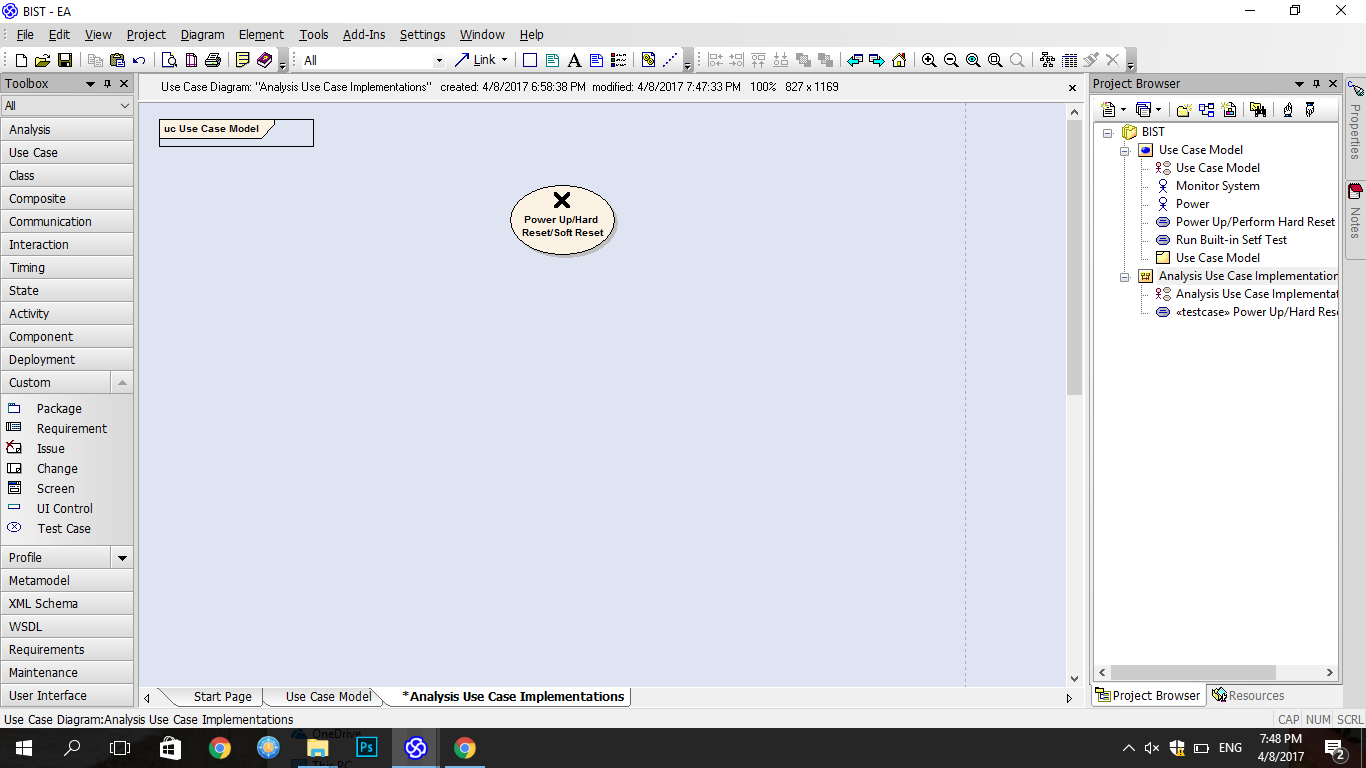 BIST - EA
File Edit View Project Diagram Element Tools Add-Ins Settings Window Help
All Link A
Toolbox
All
Analysis
Use Case
Class
Composite
Communication
Interaction
Timing
State
Activity
Component
Deployment
Custom
Package
Requirement
Issue
Change
Screen
UI Control
Test Case
Profile
Metamodel
XML Schema
WSDL
Requirements
Maintenance
User Interface
Use Case Diagram: "Analysis Use Case Implementations" created: 4/8/2017 6:58:38 PM modified: 4/8/2017 7:47:33 PM 100% 827 x 1169
uc Use Case Model
Power Up/Hard
Reset/Soft Reset
Start Page Use Case Model *Analysis Use Case Implementations
Project Browser
BIST
Use Case Model
Use Case Model
Monitor System
Power
Power Up/Perform Hard Reset
Run Built-in Setf Test
Use Case Model
Analysis Use Case Implementation
Analysis Use Case Implementat
«testcase» Power Up/Hard Rese
Project Browser Resources
Properties
Notes
Use Case Diagram:Analysis Use Case Implementations
CAP NUM SCRL
OneDrive
This PC
Ps
ENG
7:48 PM
4/8/2017
2